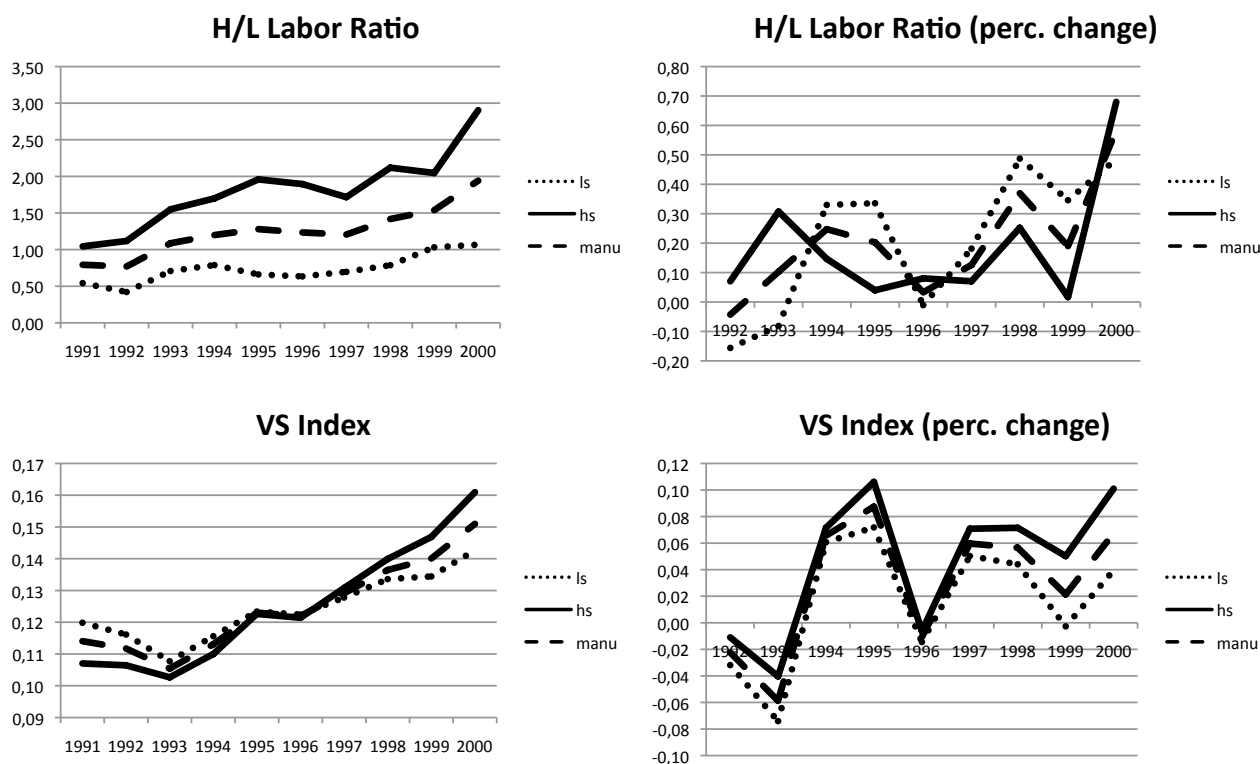 H/L Labor Ratio
3,50
3,00
2,50
2,00
1,50
1,00
0,50
0,00
1991 1992 1993 1994 1995 1996 1997 1998 1999 2000
ls
hs
manu
H/L Labor Ratio (perc. change)
0,80
0,70
0,60
0,50
0,40
0,30
0,20
0,10
0,00
-0,10
-0,20
1992 1993 1994 1995 1996 1997 1998 1999 2000
ls
hs
manu
VS Index
0,17
0,16
0,15
0,14
0,13
0,12
0,11
0,10
0,09
1991 1992 1993 1994 1995 1996 1997 1998 1999 2000
ls
hs
manu
VS Index (perc. change)
0,12
0,10
0,08
0,06
0,04
0,02
0,00
-0,02
-0,04
-0,06
-0,08
-0,10
1992 1993 1994 1995 1996 1997 1998 1999 2000
ls
hs
manu